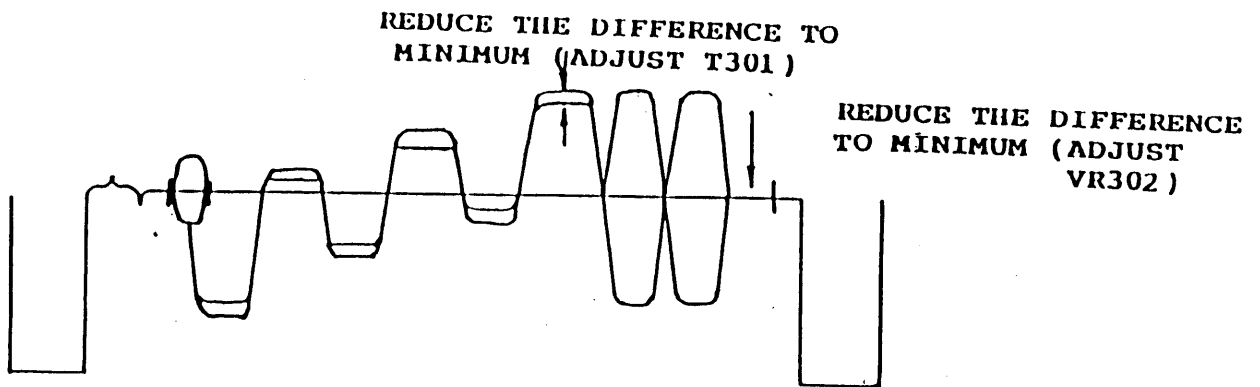 REDUCE THE DIFFERENCE TO
MINIMUM (ADJUST T301)
REDUCE THE DIFFERENCE
TO MINIMUM (ADJUST
VR302)